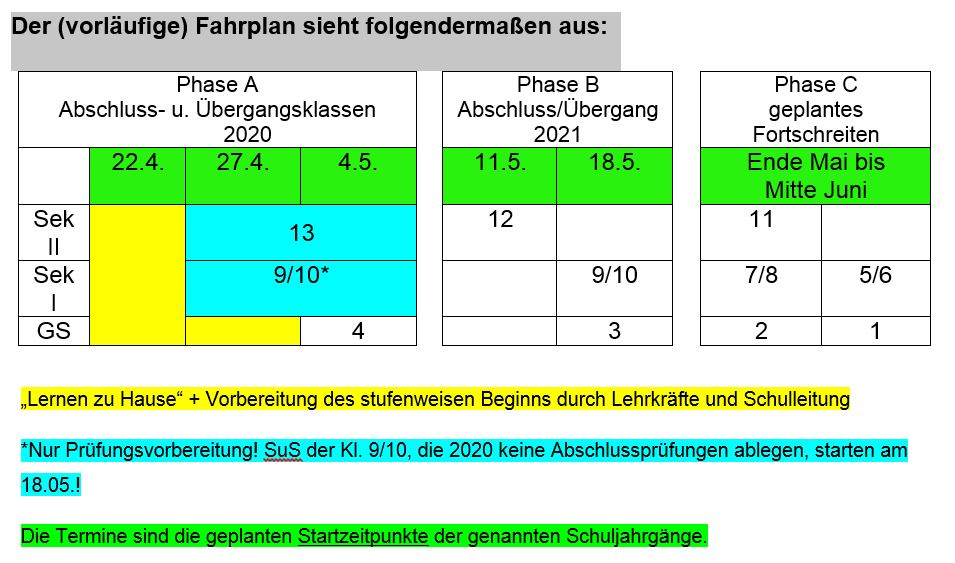 Der (vorläufige) Fahrplan sieht folgendermaßen aus:
Phase A
Abschluss- u. Übergangsklassen
2020
Phase B
Abschluss/Übergang
2021
Phase C
geplantes
Fortschreiten
22.4. 27.4. 4.5. 11.5. 18.5. Ende Mai bis
Mitte Juni
Sek
II
13 12 11
Sek
I
9/10* 9/10 7/8 5/6
GS 4 3 2 1
„Lernen zu Hause“ + Vorbereitung des stufenweisen Beginns durch Lehrkräfte und Schulleitung
*Nur Prüfungsvorbereitung! SuS der Kl. 9/10, die 2020 keine Abschlussprüfungen ablegen, starten am
18.05.!
Die Termine sind die geplanten Startzeitpunkte der genannten Schuljahrgänge.